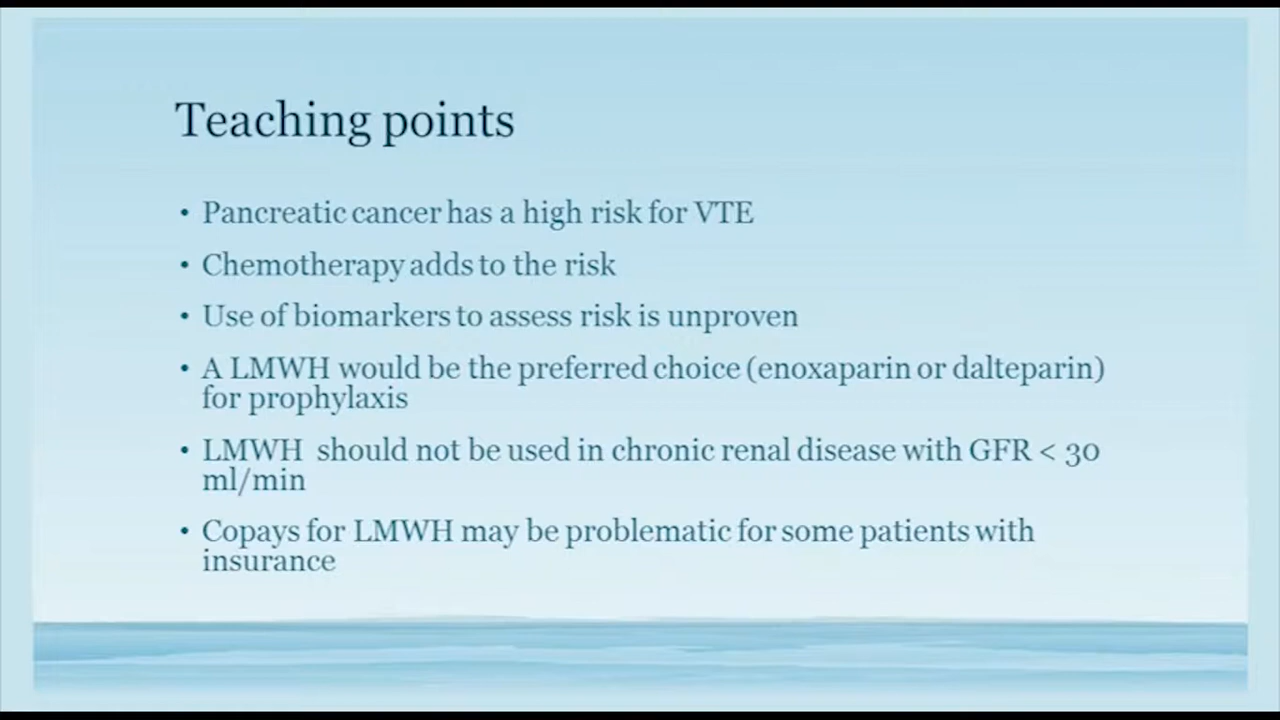 Teaching points
• Pancreatic cancer has a high risk for VTE
• Chemotherapy adds to the risk
• Use of biomarkers to assess risk is unproven
• A LMWH would be the preferred choice (enoxaparin or dalteparin)
for prophylaxis
• LMWH should not be used in chronic renal disease with GFR < 30
ml/min
• Copays for LMWH may be problematic for some patients with
insurance